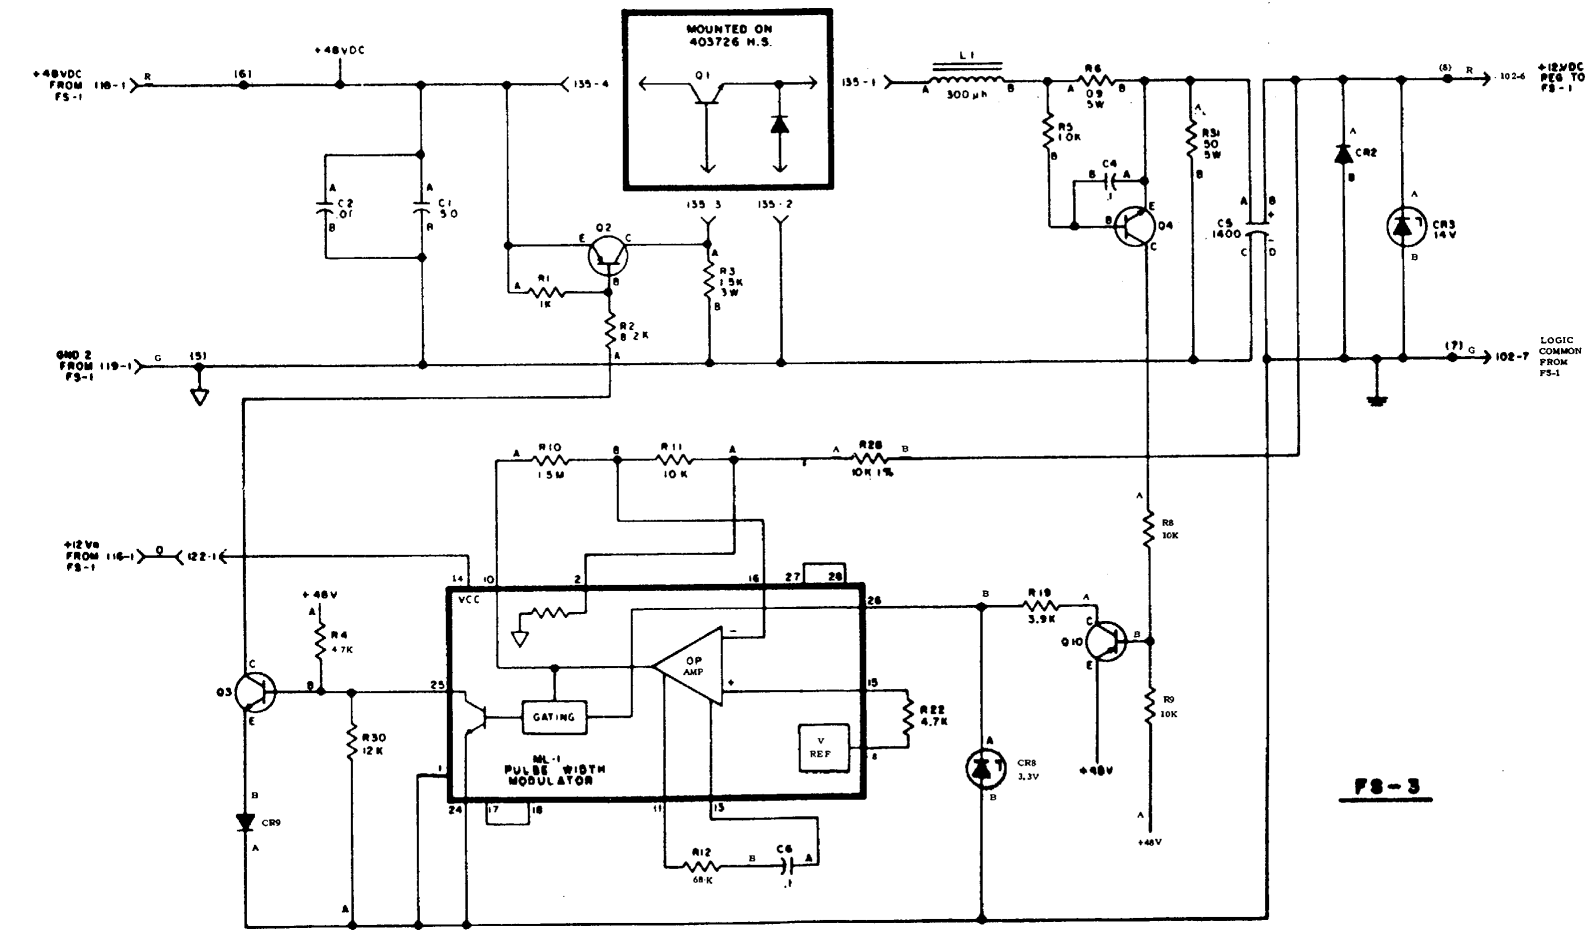 MOUNTED ON
403726 H.S.
Q1
+48VDC
+48VDC
FROM
FS-1
118-1
R
(6)
135-4
135-1
L1
A
B
300 µh
R6
A
B
0.9
5W
(8)
R
102-6
+12VDC
REG TO
FS-1
R5
1.0K
B
C4
B
A
.1
A
R31
50
5W
B
A
CR2
B
A
C2
.01
B
A
C1
50
B
135-3
135-2
Q2
E
C
B
A
R1
1K
A
R3
1.5K
3W
B
R2
8.2K
A
B
E
Q4
C
C5
1400
A
B
+
-
C
D
A
CR3
14V
B
GND 2
FROM
FS-1
119-1
G
(5)
(7)
G
102-7
LOGIC
COMMON
FROM
FS-1
A
R10
1.5M
B
R11
10K
A
A
R28
10K 1%
B
A
R8
10K
FROM
FS-1
116-1
O
122-1
14
10
2
16
27
28
VCC
26
B
R19
3.9K
A
C
Q10
B
E
+48V
A
R4
4.7K
C
Q3
B
E
25
OP
AMP
-
+
15
R22
4.7K
GATING
V
REF
8
R30
12K
ML-1
PULSE WIDTH
MODULATOR
1
24
17
18
11
13
A
CR8
3.3V
B
+48V
R9
10K
A
+48V
B
CR9
A
R12
68K
B
C6
A
.1
A
FS-3